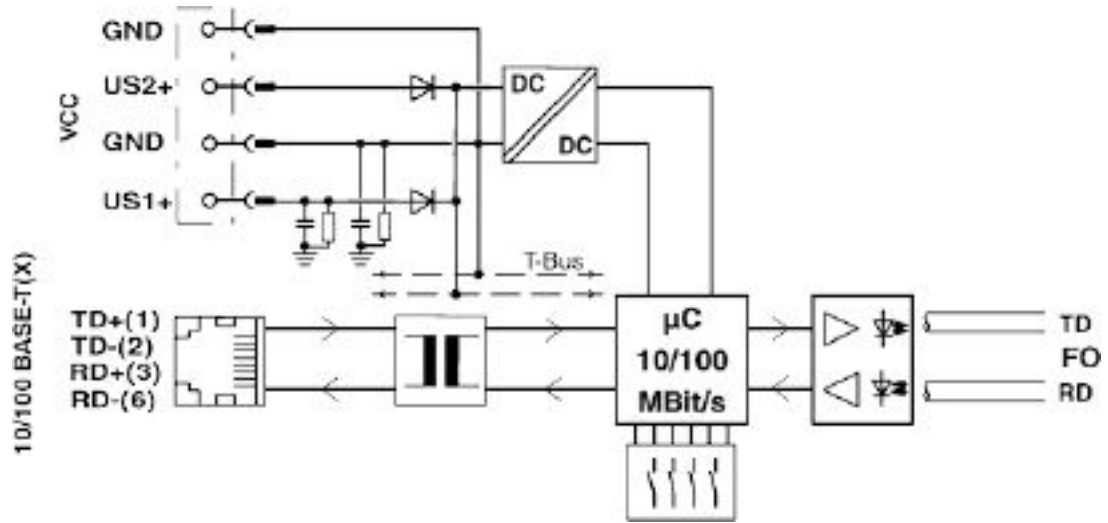 GND
US2+
VCC
GND
US1+
DC
DC
T-Bus
10/100 BASE-T(X)
TD+(1)
TD-(2)
RD+(3)
RD-(6)
µC
10/100
MBit/s
TD
FO
RD